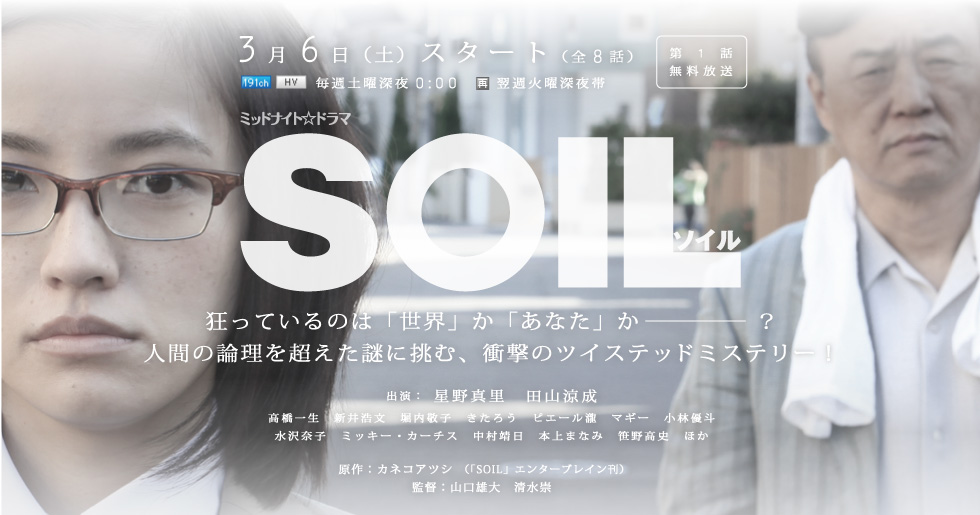 3月6日（土）スタート（全8話）
第1話
無料放送
191ch HV 毎週土曜深夜0:00 再 翌週火曜深夜帯
ミッドナイト☆ドラマ
SOIL
ソイル
狂っているのは「世界」か「あなた」か――？
人間の論理を超えた謎に挑む、衝撃のツイステッドミステリー！
出演：星野真里 田山涼成
高橋一生 新井浩文 堀内敬子 きたろう ピエール瀧 マギー 小林優斗
水沢奈子 ミッキー・カーチス 中村靖日 本上まなみ 笹野高史 ほか
原作：カネコアツシ（「SOIL」エンターブレイン刊）
監督：山口雄大 清水崇